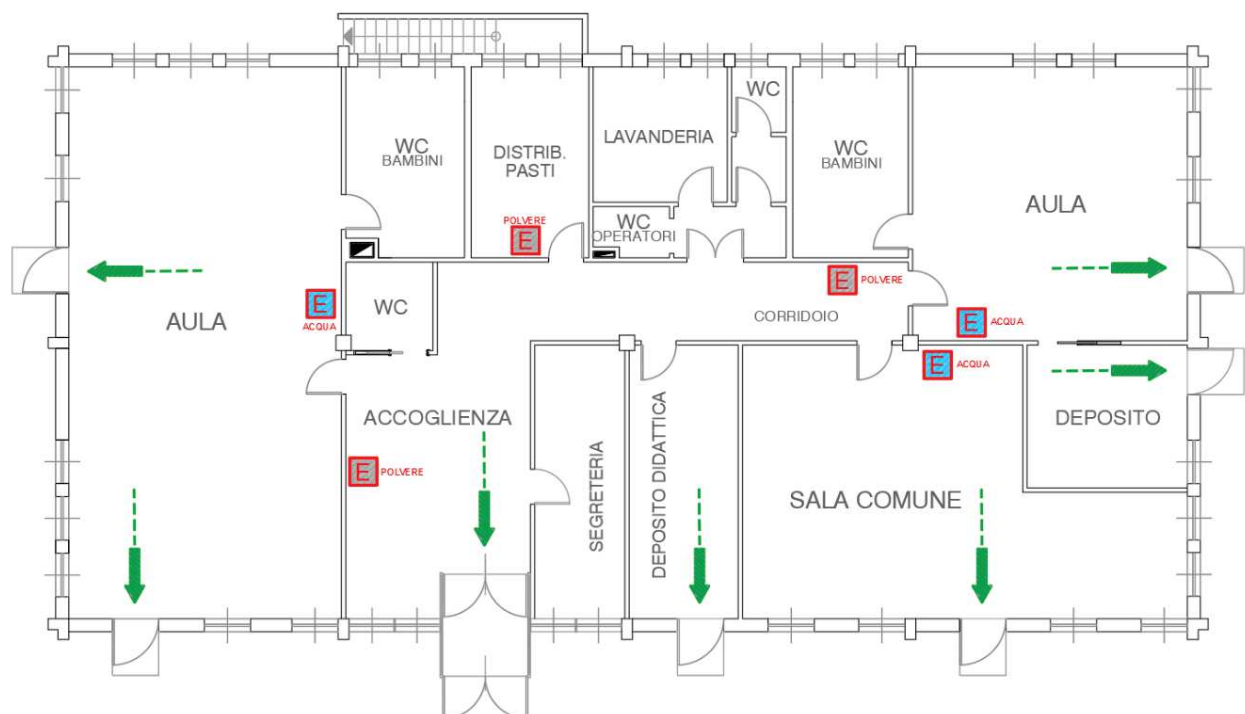 WC
WC
BAMBINI
DISTRIB.
PASTI
LAVANDERIA
WC
BAMBINI
AULA
POLVERE
E
WC
OPERATORI
E
POLVERE
AULA
E
ACQUA
WC
CORRIDOIO
E
ACQUA
E
ACQUA
ACCOGLIENZA
DEPOSITO
E
POLVERE
SEGRETERIA
DEPOSITO DIDATTICA
SALA COMUNE